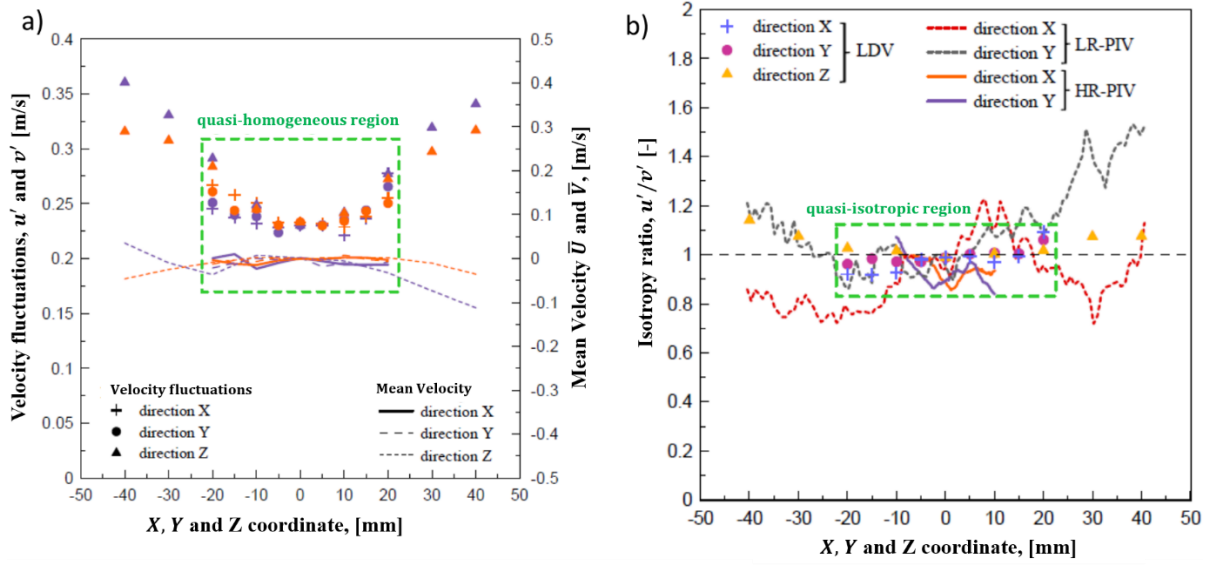 a)
0.4
0.35
0.3
0.25
0.2
0.15
0.1
0.05
0
Velocity fluctuations, u′ and v′ [m/s]
quasi-homogeneous region
0.5
0.4
0.3
0.2
0.1
0
-0.1
-0.2
-0.3
-0.4
-0.5
Mean Velocity U̅ and V̅, [m/s]
Velocity fluctuations
direction X
direction Y
direction Z
Mean Velocity
direction X
direction Y
direction Z
-50 -40 -30 -20 -10 0 10 20 30 40 50
X, Y and Z coordinate, [mm]
b)
2
1.8
1.6
1.4
1.2
1
0.8
0.6
0.4
0.2
0
Isotropy ratio, u′/v′ [-]
direction X
direction Y
direction Z
LDV
direction X
direction Y
LR-PIV
direction X
direction Y
HR-PIV
quasi-isotropic region
-50 -40 -30 -20 -10 0 10 20 30 40 50
X, Y and Z coordinate, [mm]